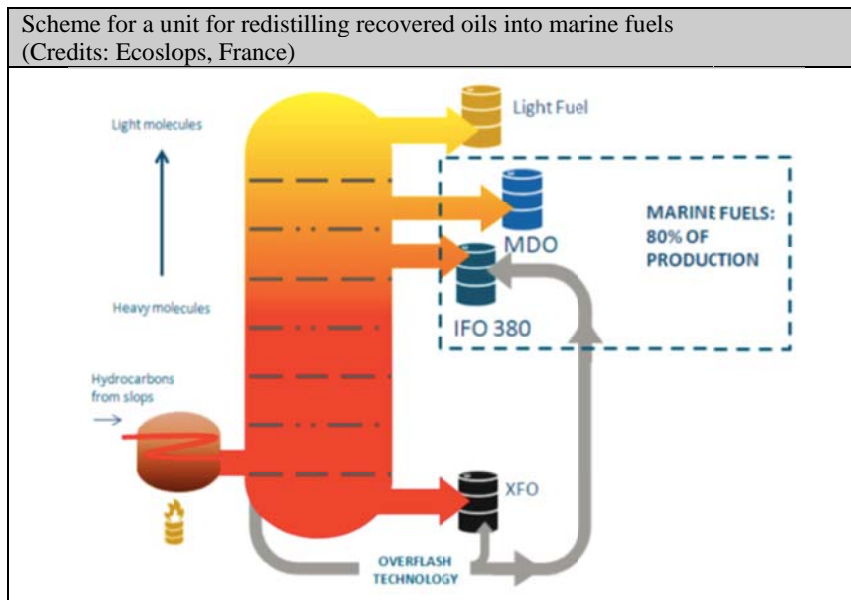 Scheme for a unit for redistilling recovered oils into marine fuels
(Credits: Ecoslops, France)
Light molecules
Light Fuel
MARINE FUELS:
80% OF
PRODUCTION
MDO
Heavy molecules
IFO 380
Hydrocarbons
from slops
XFO
OVERFLASH
TECHNOLOGY